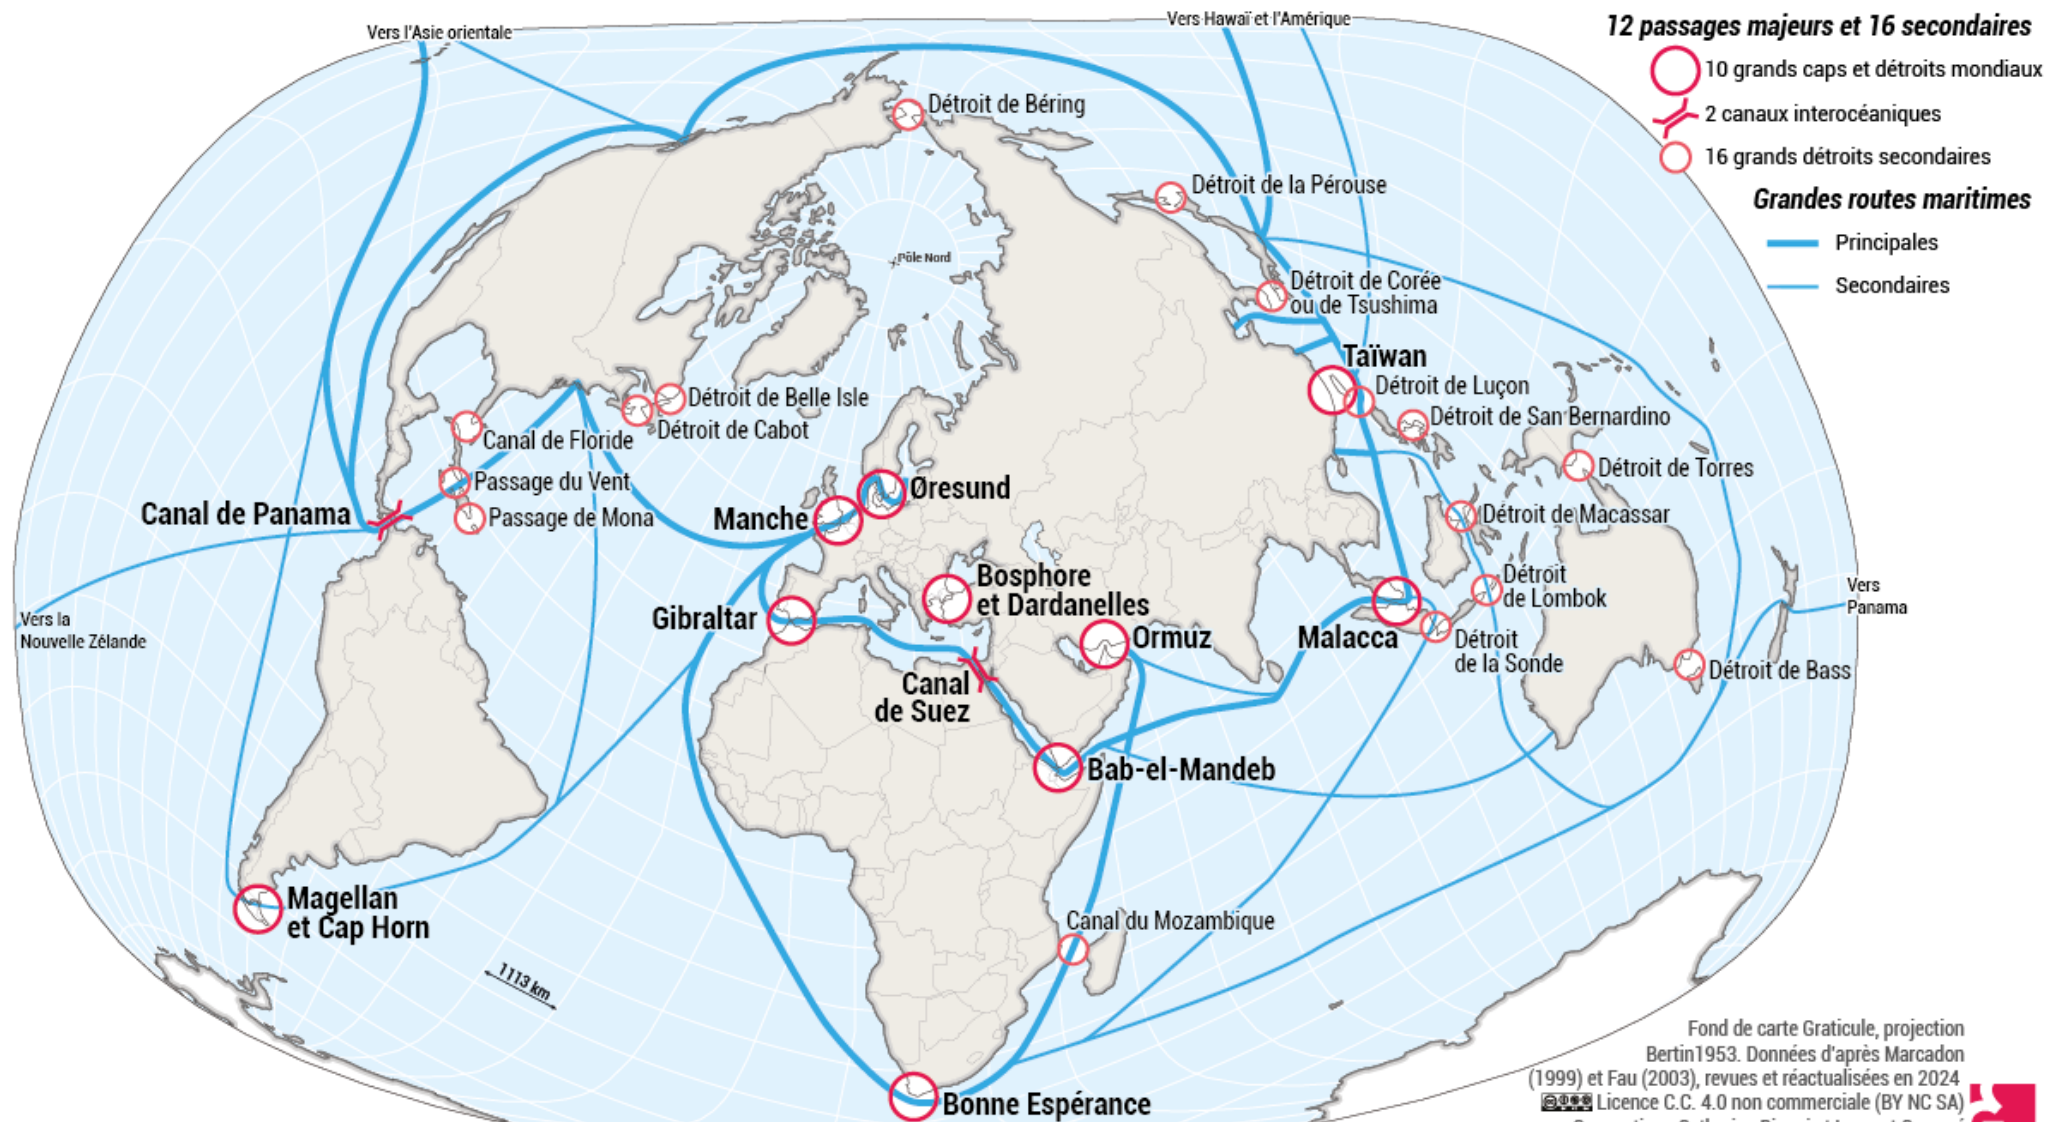 12 passages majeurs et 16 secondaires
10 grands caps et détroits mondiaux
2 canaux interocéaniques
16 grands détroits secondaires
Grandes routes maritimes
Principales
Secondaires
Vers l'Asie orientale
Vers Hawaï et l'Amérique
Détroit de Béring
Détroit de la Pérouse
Pôle Nord
Détroit de Corée
ou de Tsushima
Taïwan
Détroit de Luçon
Détroit de San Bernardino
Détroit de Belle Isle
Détroit de Cabot
Canal de Floride
Détroit de Torres
Passage du Vent
Øresund
Canal de Panama
Passage de Mona
Manche
Détroit de Macassar
Bosphore
et Dardanelles
Détroit
de Lombok
Vers
Panama
Vers la
Nouvelle Zélande
Gibraltar
Ormuz
Malacca
Détroit
de la Sonde
Détroit de Bass
Canal
de Suez
Bab-el-Mandeb
Magellan
et Cap Horn
Canal du Mozambique
1113 km
Bonne Espérance
Fond de carte Graticule, projection
Bertin1953. Données d'après Marcadon
(1999) et Fau (2003), revues et réactualisées en 2024
Licence C.C. 4.0 non commerciale (BY NC SA)